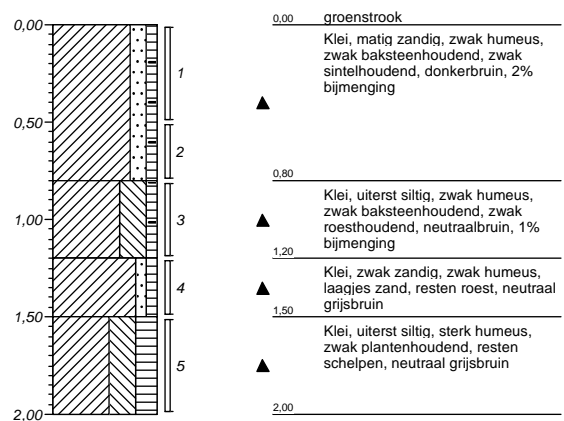 0,00
0,50
1,00
1,50
2,00
1
2
3
4
5
0,00 groenstrook
Klei, matig zandig, zwak humeus,
zwak baksteenhoudend, zwak
sintelhoudend, donkerbruin, 2%
bijmenging
0,80
Klei, uiterst siltig, zwak humeus,
zwak baksteenhoudend, zwak
roesthoudend, neutraalbruin, 1%
bijmenging
1,20
Klei, zwak zandig, zwak humeus,
laagjes zand, resten roest, neutraal
grijsbruin
1,50
Klei, uiterst siltig, sterk humeus,
zwak plantenhoudend, resten
schelpen, neutraal grijsbruin
2,00